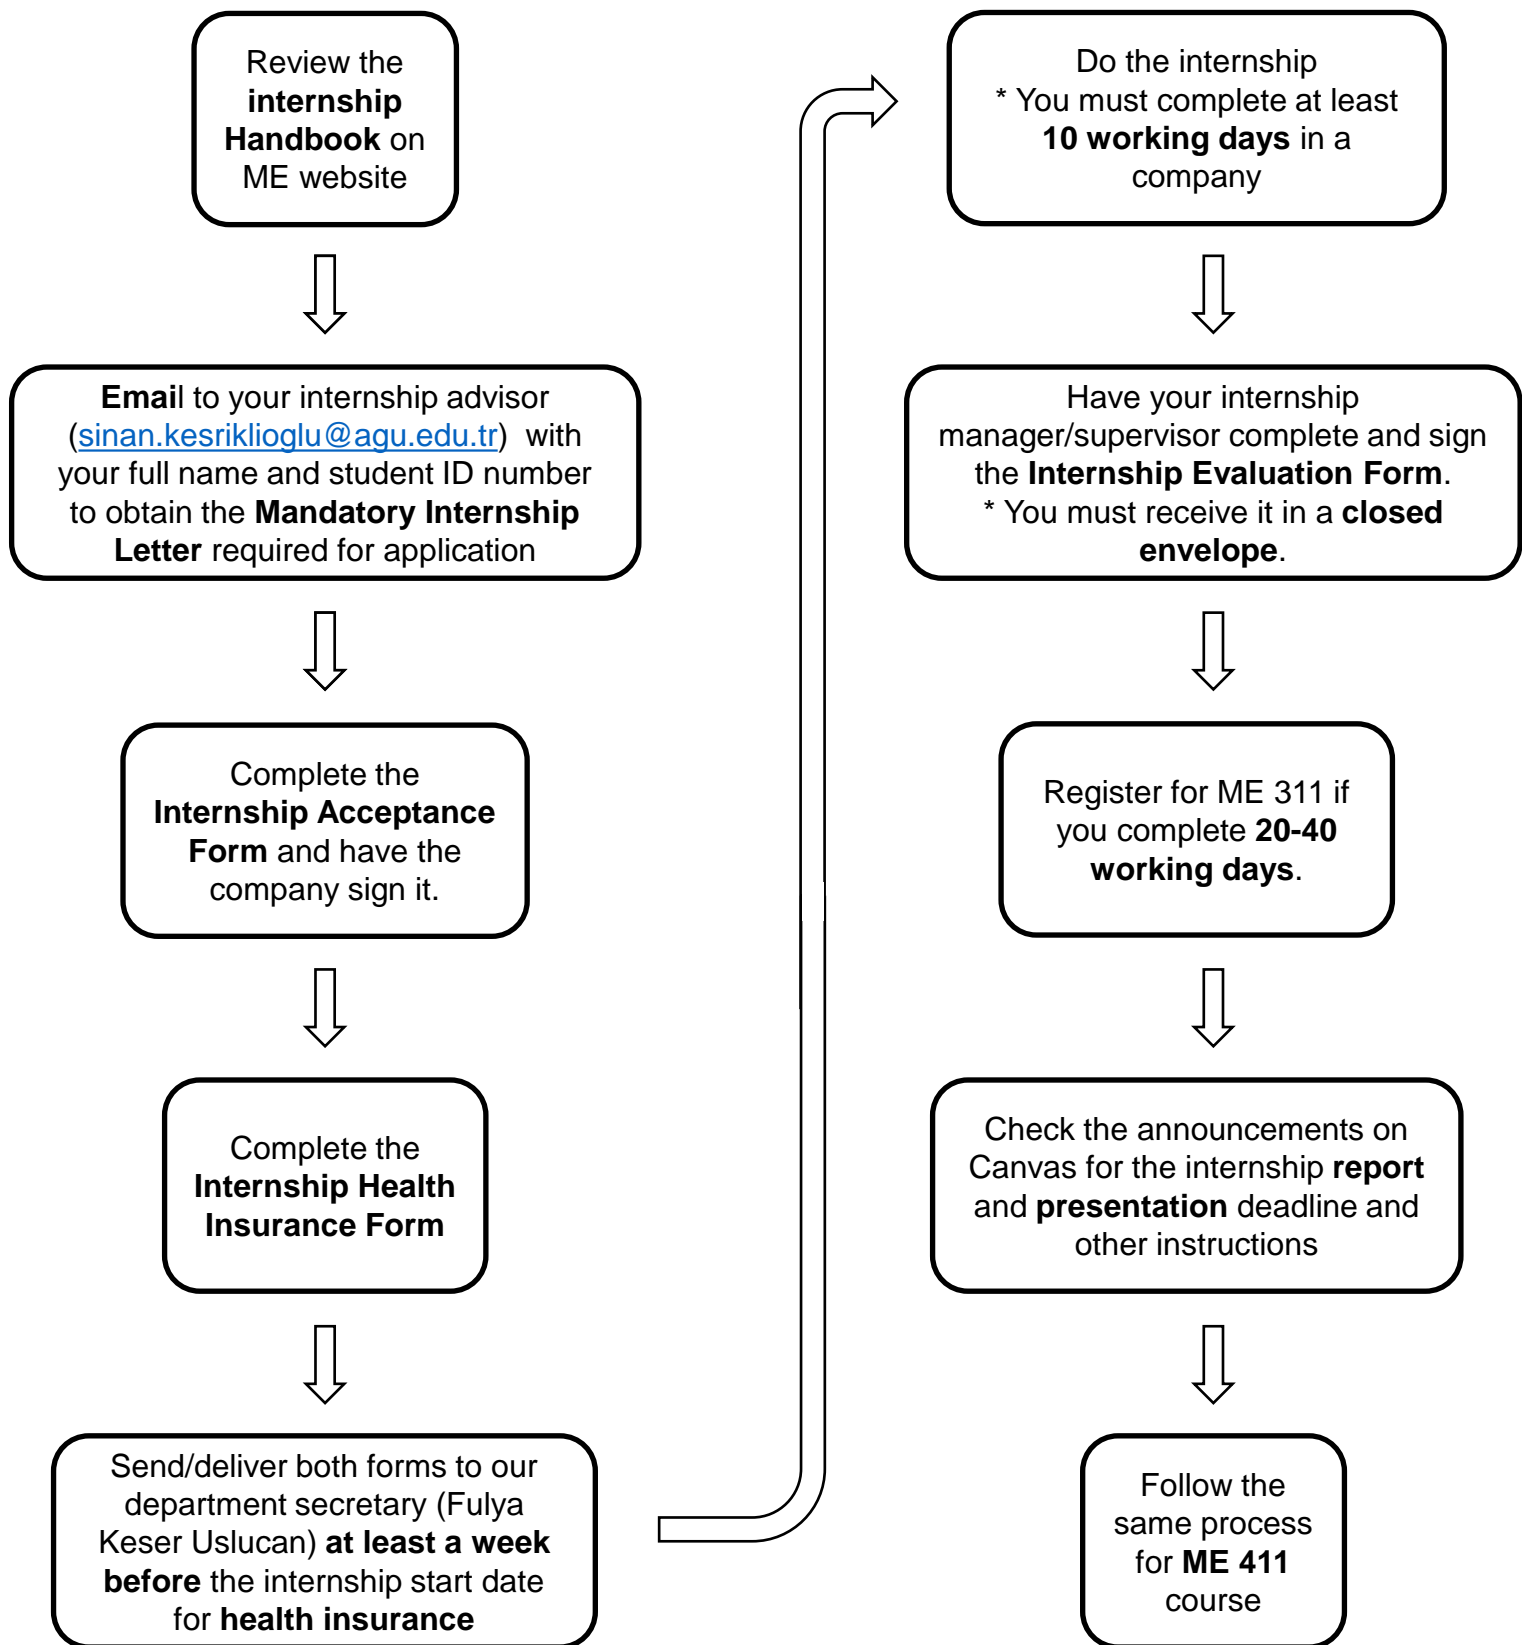 Review the
internship
Handbook on
ME website
Email to your internship advisor
(sinan.kesriklioglu@agu.edu.tr) with
your full name and student ID number
to obtain the Mandatory Internship
Letter required for application
Complete the
Internship Acceptance
Form and have the
company sign it.
Complete the
Internship Health
Insurance Form
Send/deliver both forms to our
department secretary (Fulya
Keser Uslucan) at least a week
before the internship start date
for health insurance
Do the internship
* You must complete at least
10 working days in a
company
Have your internship
manager/supervisor complete and sign
the Internship Evaluation Form.
* You must receive it in a closed
envelope.
Register for ME 311 if
you complete 20-40
working days.
Check the announcements on
Canvas for the internship report
and presentation deadline and
other instructions
Follow the
same process
for ME 411
course